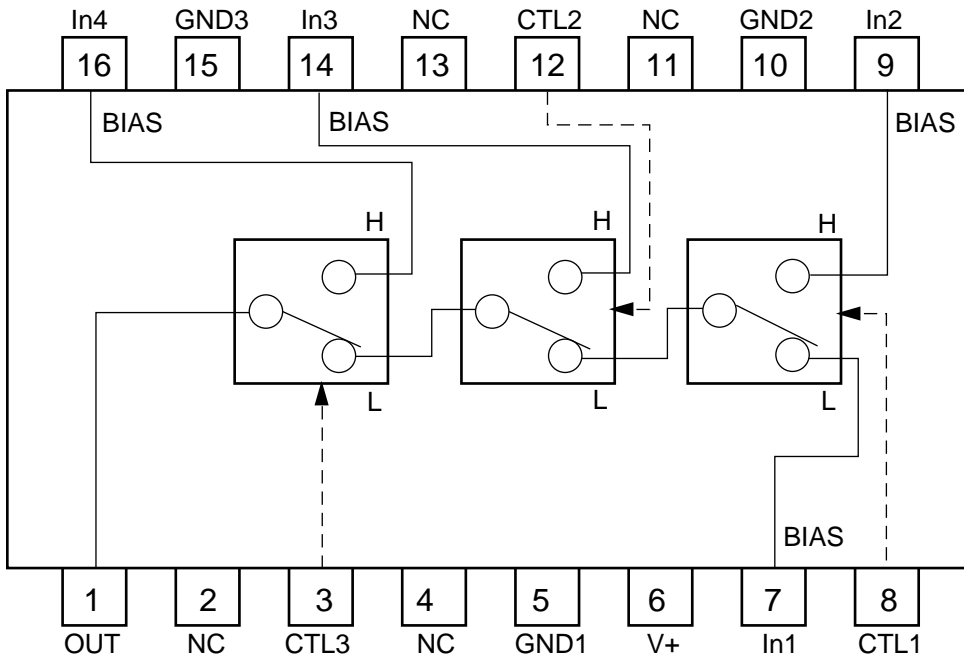 In4 GND3 In3 NC CTL2 NC GND2 In2
16 15 14 13 12 11 10 9
BIAS BIAS BIAS
H H H
L L L
BIAS
1 2 3 4 5 6 7 8
OUT NC CTL3 NC GND1 V+ In1 CTL1